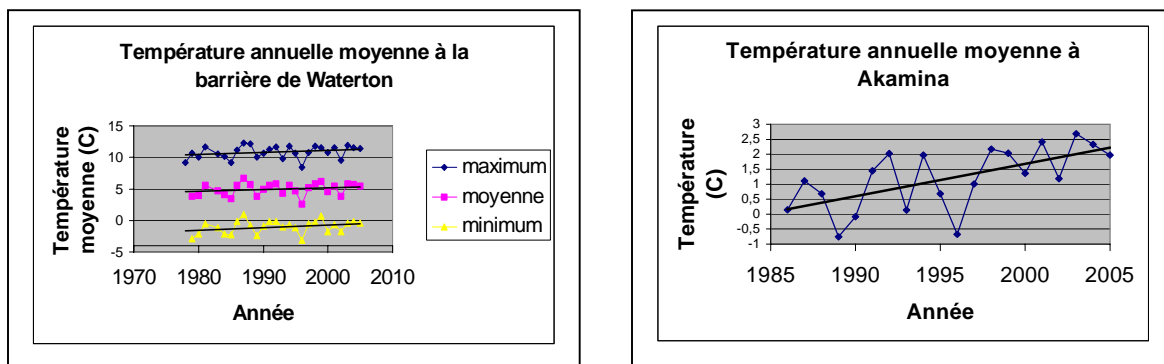 Température annuelle moyenne à la
barrière de Waterton
Température
moyenne (C)
15
10
5
0
-5
1970
1980
1990
2000
2010
Année
maximum
moyenne
minimum
Température annuelle moyenne à
Akamina
Température
(C)
3
2,5
2
1,5
1
0,5
0
-0,5
1
1985
1990
1995
2000
2005
Année